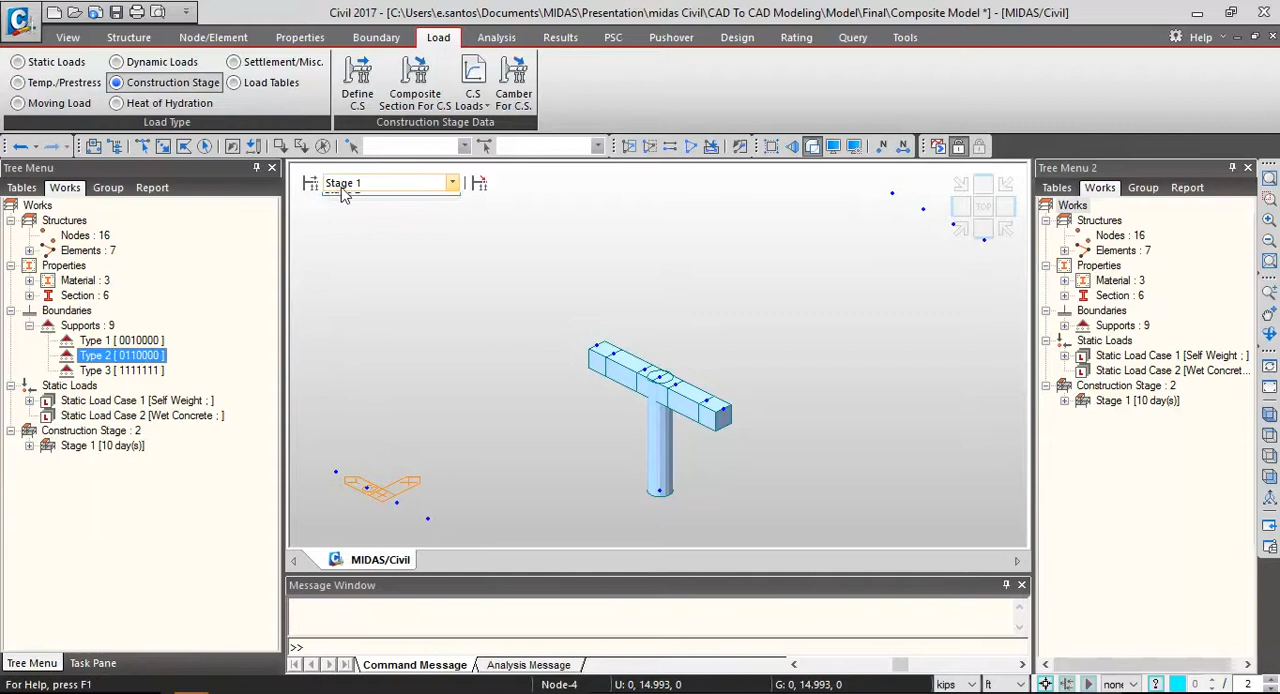 Civil 2017 - [C:\Users\e.santos\Documents\MIDAS\Presentation\midas Civil\CAD To CAD Modeling\Model\Final\Composite Model *] - [MIDAS/Civil]
View Structure Node/Element Properties Boundary Load Analysis Results PSC Pushover Design Rating Query Tools Help
Static Loads Dynamic Loads Settlement/Misc.
Temp./Prestress Construction Stage Load Tables
Moving Load Heat of Hydration
Define C.S
Composite Section For C.S
C.S Loads
Camber For C.S.
Load Type Construction Stage Data
Tree Menu
Tables Works Group Report
Works
Structures
Nodes : 16
Elements : 7
Properties
Material : 3
Section : 6
Boundaries
Supports : 9
Type 1 [ 0010000 ]
Type 2 [ 0110000 ]
Type 3 [ 1111111 ]
Static Loads
Static Load Case 1 [Self Weight ; ]
Static Load Case 2 [Wet Concrete ; ]
Construction Stage : 2
Stage 1 [10 day(s)]
Tree Menu Task Pane
Stage 1
TOP
MIDAS/Civil
Message Window
>>
Command Message Analysis Message
Tree Menu 2
Tables Works Group Report
Works
Structures
Nodes : 16
Elements : 7
Properties
Material : 3
Section : 6
Boundaries
Supports : 9
Static Loads
Static Load Case 1 [Self Weight ; ]
Static Load Case 2 [Wet Concret...
Construction Stage : 2
Stage 1 [10 day(s)]
For Help, press F1 Node-4 U: 0, 14.993, 0 G: 0, 14.993, 0 kips ft none ? 0 / 2